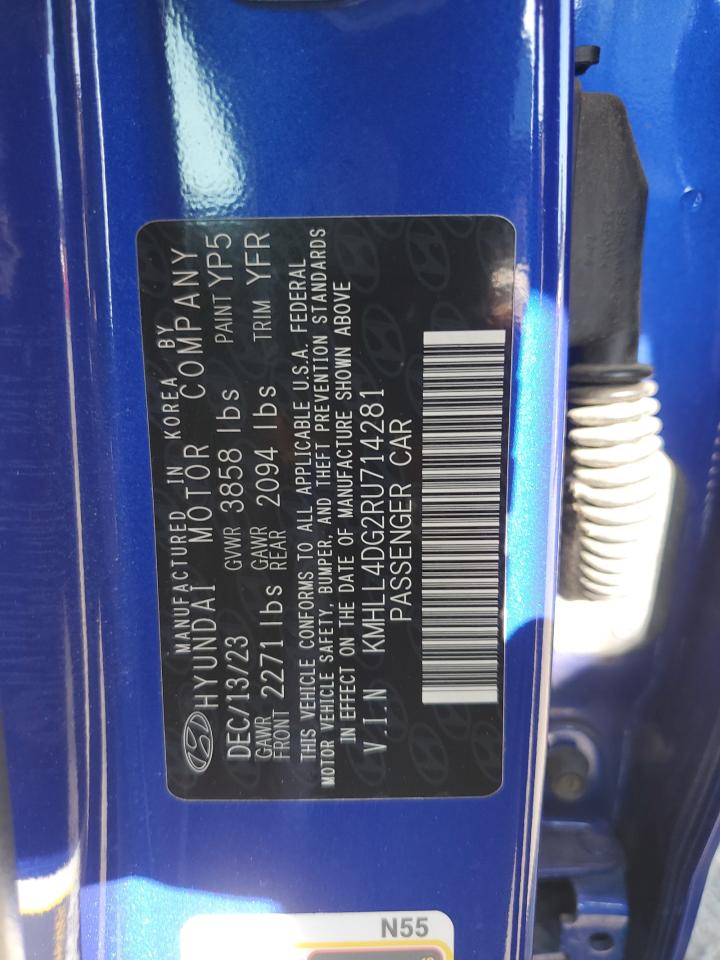 MANUFACTURED IN KOREA BY
HYUNDAI MOTOR COMPANY
DEC/13/23 GVWR 3858 lbs PAINT YP5
GAWR FRONT 2271 lbs GAWR REAR 2094 lbs TRIM YFR
THIS VEHICLE CONFORMS TO ALL APPLICABLE U.S.A. FEDERAL
MOTOR VEHICLE SAFETY, BUMPER, AND THEFT PREVENTION STANDARDS
IN EFFECT ON THE DATE OF MANUFACTURE SHOWN ABOVE
V.I.N KMHLL4DG2RU714281
PASSENGER CAR
N55